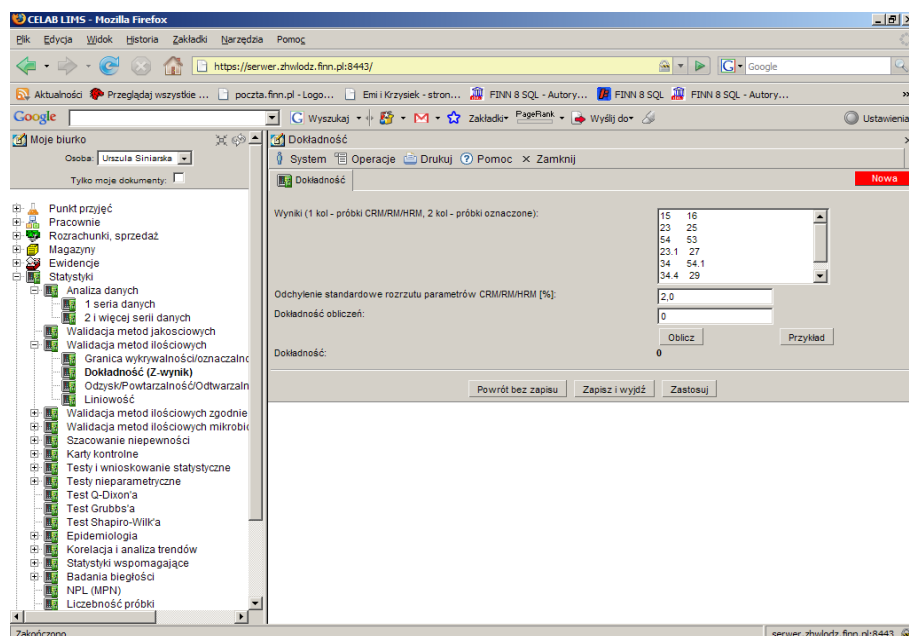 CELAB LIMS - Mozilla Firefox
Plik Edycja Widok Historia Zakładki Narzędzia Pomoc
https://serwer.zhwlodz.finn.pl:8443/
Google
Aktualności Przeglądaj wszystkie ... poczta.finn.pl - Logo... Emi i Krzysiek - stron... FINN 8 SQL - Autory... FINN 8 SQL FINN 8 SQL - Autory... »
Google Wyszukaj Zakładki PageRank Wyślij do Ustawienia
Moje biurko
Osoba: Urszula Siniarska
Tylko moje dokumenty:
Punkt przyjęć
Pracownie
Rozrachunki, sprzedaż
Magazyny
Ewidencje
Statystyki
Analiza danych
1 seria danych
2 i więcej serii danych
Walidacja metod jakosciowych
Walidacja metod ilościowych
Granica wykrywalności/oznaczalnc
Dokładność (Z-wynik)
Odzysk/Powtarzalność/Odtwarzaln
Liniowość
Walidacja metod ilościowych zgodnie
Walidacja metod ilościowych mikrobic
Szacowanie niepewności
Karty kontrolne
Testy i wnioskowanie statystyczne
Testy nieparametryczne
Test Q-Dixon'a
Test Grubbs'a
Test Shapiro-Wilk'a
Epidemiologia
Korelacja i analiza trendów
Statystyki wspomagające
Badania biegłości
NPL (MPN)
Liczebność próbki
Dokładność
System Operacje Drukuj Pomoc Zamknij
Dokładność Nowa
Wyniki (1 kol - próbki CRM/RM/HRM, 2 kol - próbki oznaczone):
15 16
23 25
54 53
23.1 27
34 54.1
34.4 29
Odchylenie standardowe rozrzutu parametrów CRM/RM/HRM [%]: 2,0
Dokładność obliczeń: 0
Oblicz Przykład
Dokładność: 0
Powrót bez zapisu Zapisz i wyjdź Zastosuj
Zakończono serwer.zhwlodz.finn.pl:8443